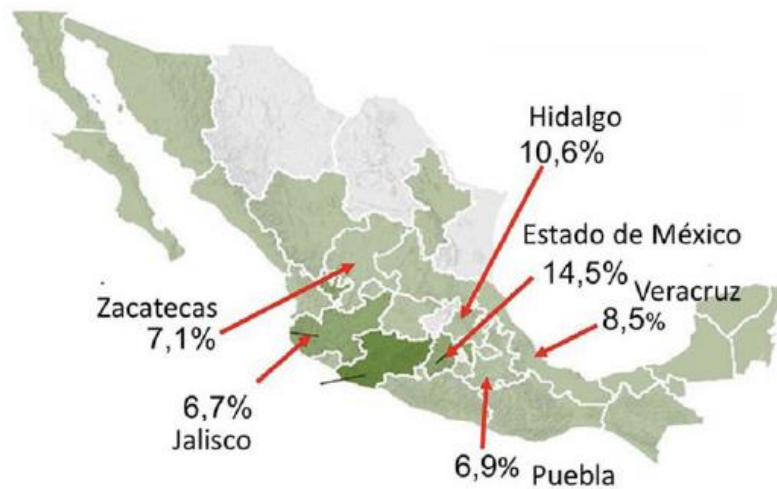 Hidalgo
10,6%
Estado de México
14,5%
Veracruz
8,5%
Zacatecas
7,1%
6,7%
Jalisco
6,9%
Puebla